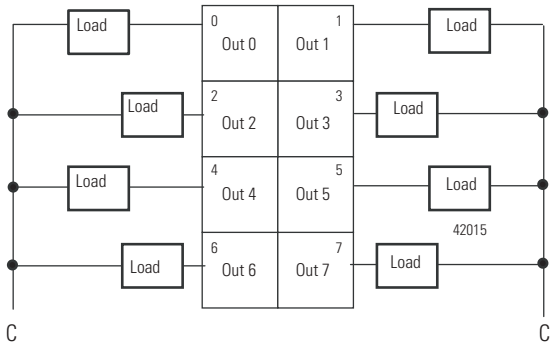 Load 0 Out 0 1 Out 1 Load
Load 2 Out 2 3 Out 3 Load
Load 4 Out 4 5 Out 5 Load
42015
Load 6 Out 6 7 Out 7 Load
C C